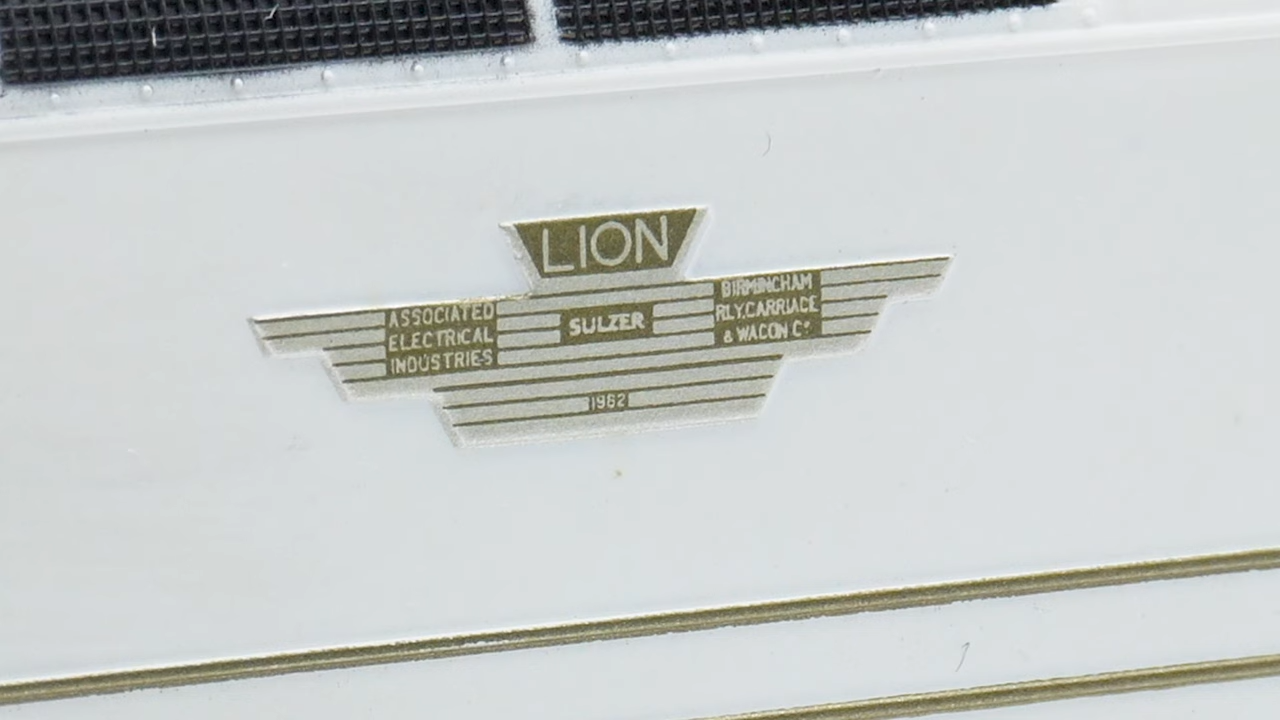 LION
ASSOCIATED
ELECTRICAL
INDUSTRIES
SULZER
BIRMINGHAM
RLY. CARRIAGE
& WAGON Cº
1962